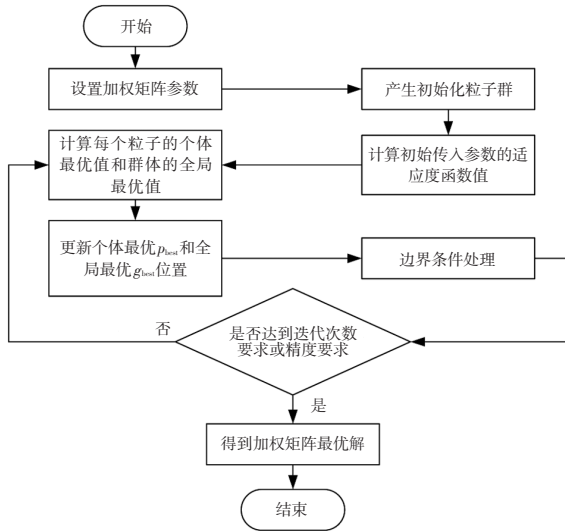 开始
设置加权矩阵参数
产生初始化粒子群
计算初始传入参数的适
应度函数值
计算每个粒子的个体
最优值和群体的全局
最优值
更新个体最优p_best和全
局最优g_best位置
边界条件处理
是否达到迭代次数
要求或精度要求
否
是
得到加权矩阵最优解
结束